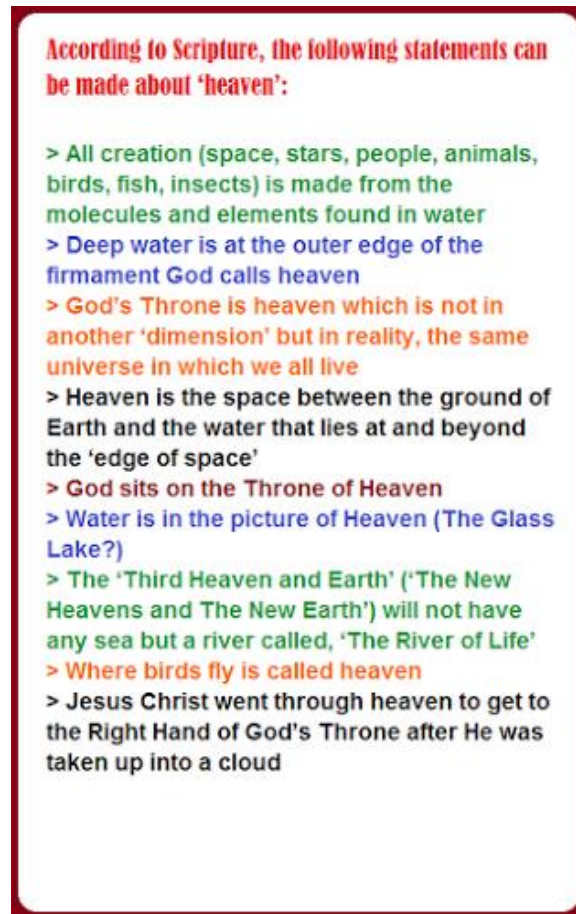 According to Scripture, the following statements can
be made about ‘heaven’:
> All creation (space, stars, people, animals,
birds, fish, insects) is made from the
molecules and elements found in water
> Deep water is at the outer edge of the
firmament God calls heaven
> God's Throne is heaven which is not in
another ‘dimension’ but in reality, the same
universe in which we all live
> Heaven is the space between the ground of
Earth and the water that lies at and beyond
the ‘edge of space’
> God sits on the Throne of Heaven
> Water is in the picture of Heaven (The Glass
Lake?)
> The ‘Third Heaven and Earth’ (‘The New
Heavens and The New Earth’) will not have
any sea but a river called, ‘The River of Life’
> Where birds fly is called heaven
> Jesus Christ went through heaven to get to
the Right Hand of God's Throne after He was
taken up into a cloud